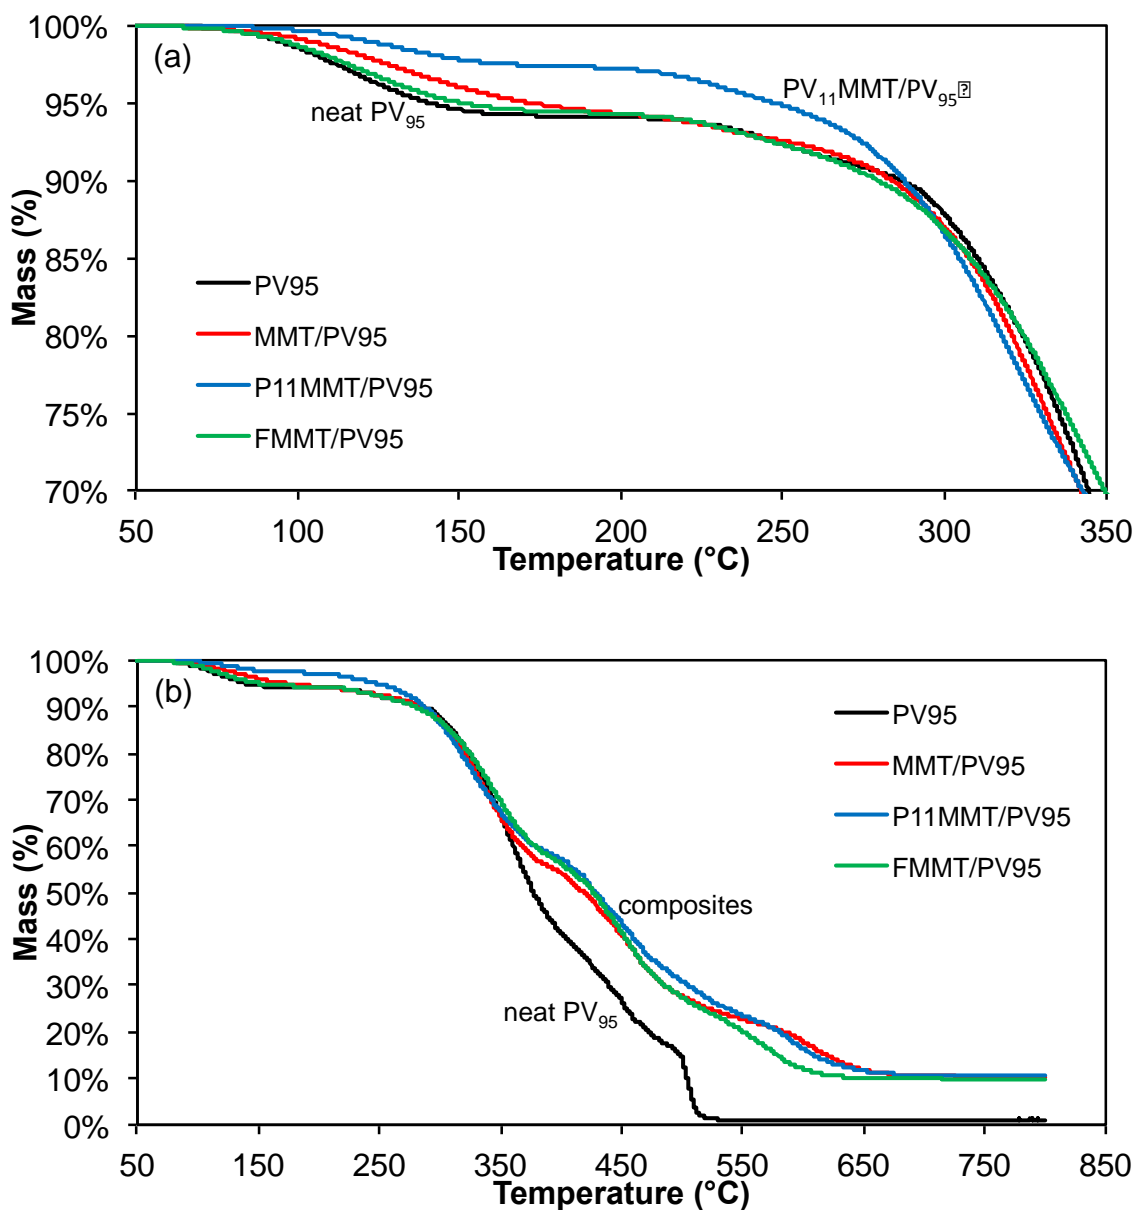 100%
(a)
PV₁₁MMT/PV₉₅
95%
neat PV₉₅
90%
Mass (%)
85%
PV95
80%
MMT/PV95
P11MMT/PV95
75%
FMMT/PV95
70%
50 100 150 200 250 300 350
Temperature (°C)
100%
(b)
90%
PV95
80%
MMT/PV95
70%
P11MMT/PV95
60%
FMMT/PV95
Mass (%)
50%
composites
40%
30%
neat PV₉₅
20%
10%
0%
50 150 250 350 450 550 650 750 850
Temperature (°C)